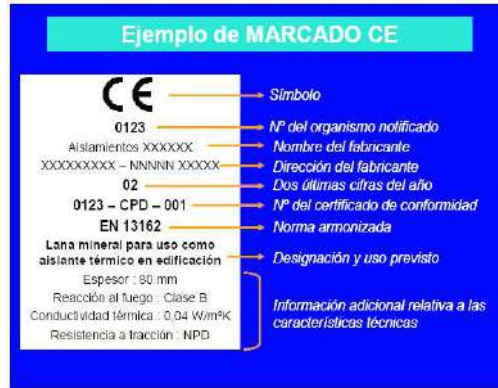 Ejemplo de MARCADO CE
CE
Símbolo
0123
Nº del organismo notificado
Aislamientos XXXXXX
Nombre del fabricante
XXXXXXXXX – NNNNN XXXXX
Dirección del fabricante
02
Dos últimas cifras del año
0123 – CPD – 001
Nº del certificado de conformidad
EN 13162
Norma armonizada
Lana mineral para uso como
aislante térmico en edificación
Designación y uso previsto
Espesor : 80 mm
Reacción al fuego : Clase B
Conductividad térmica : 0,04 W/mºK
Resistencia a tracción : NPD
Información adicional relativa a las
características técnicas